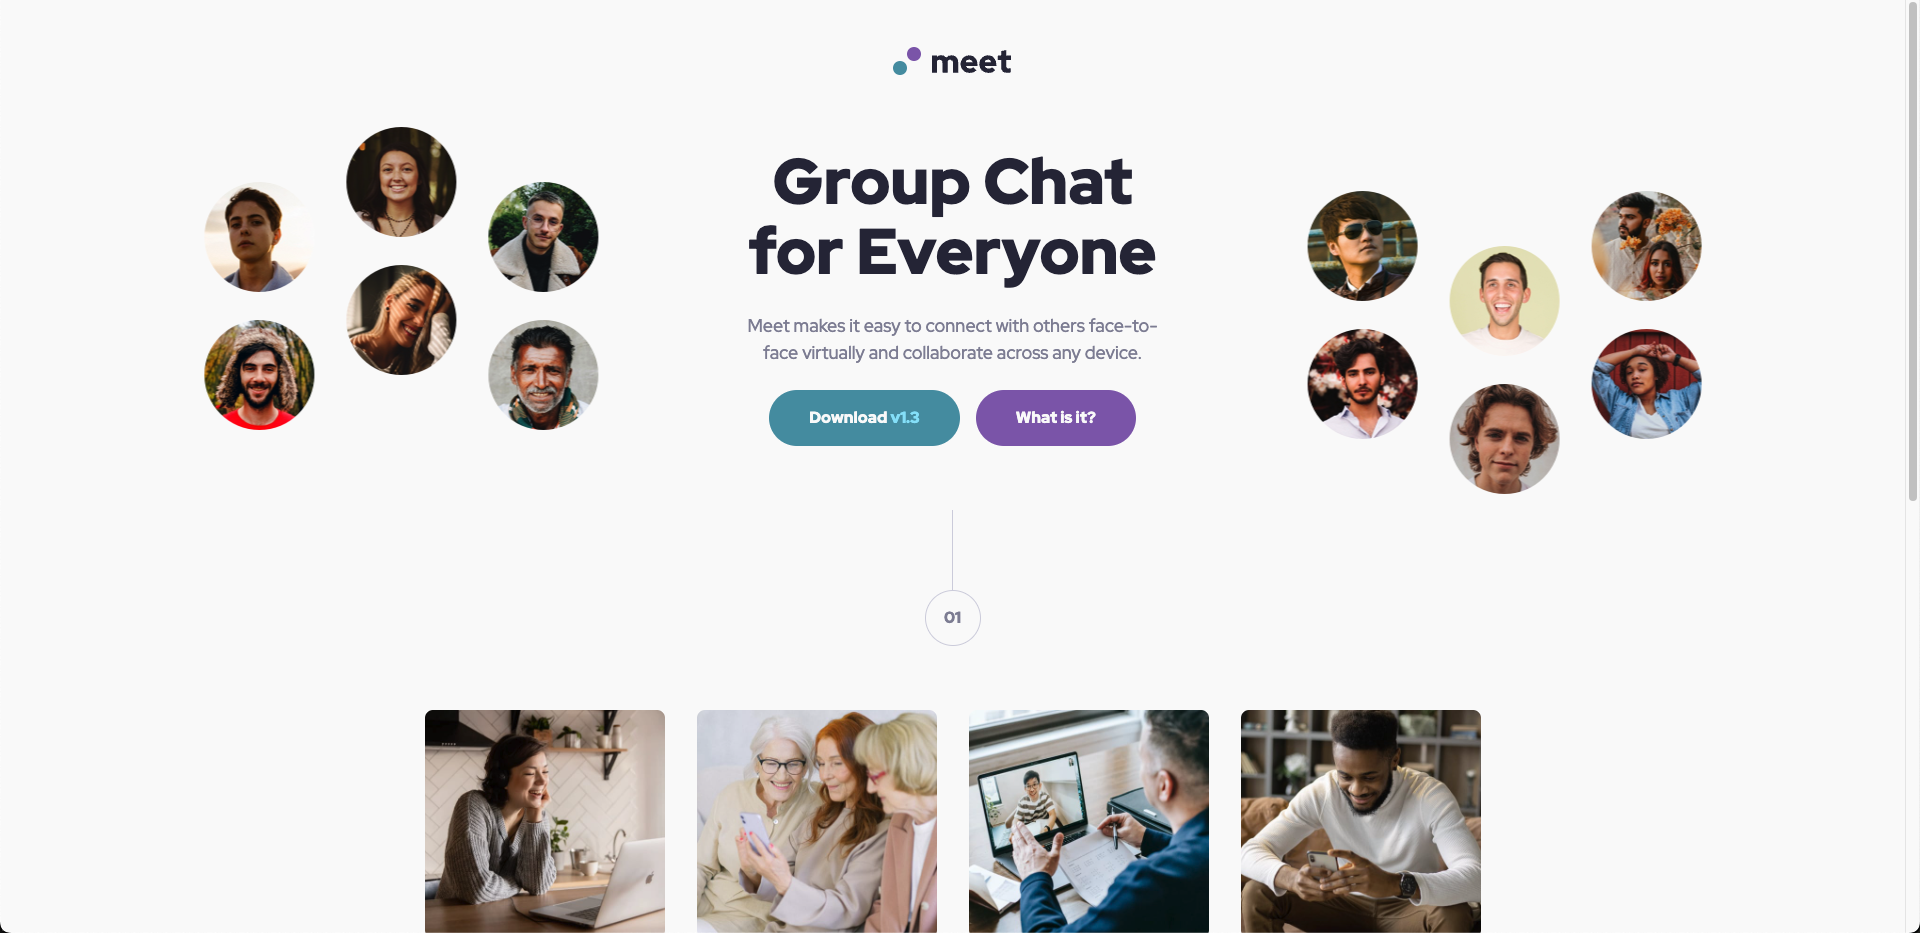 meet
Group Chat
for Everyone
Meet makes it easy to connect with others face-to-
face virtually and collaborate across any device.
Download v1.3
What is it?
01